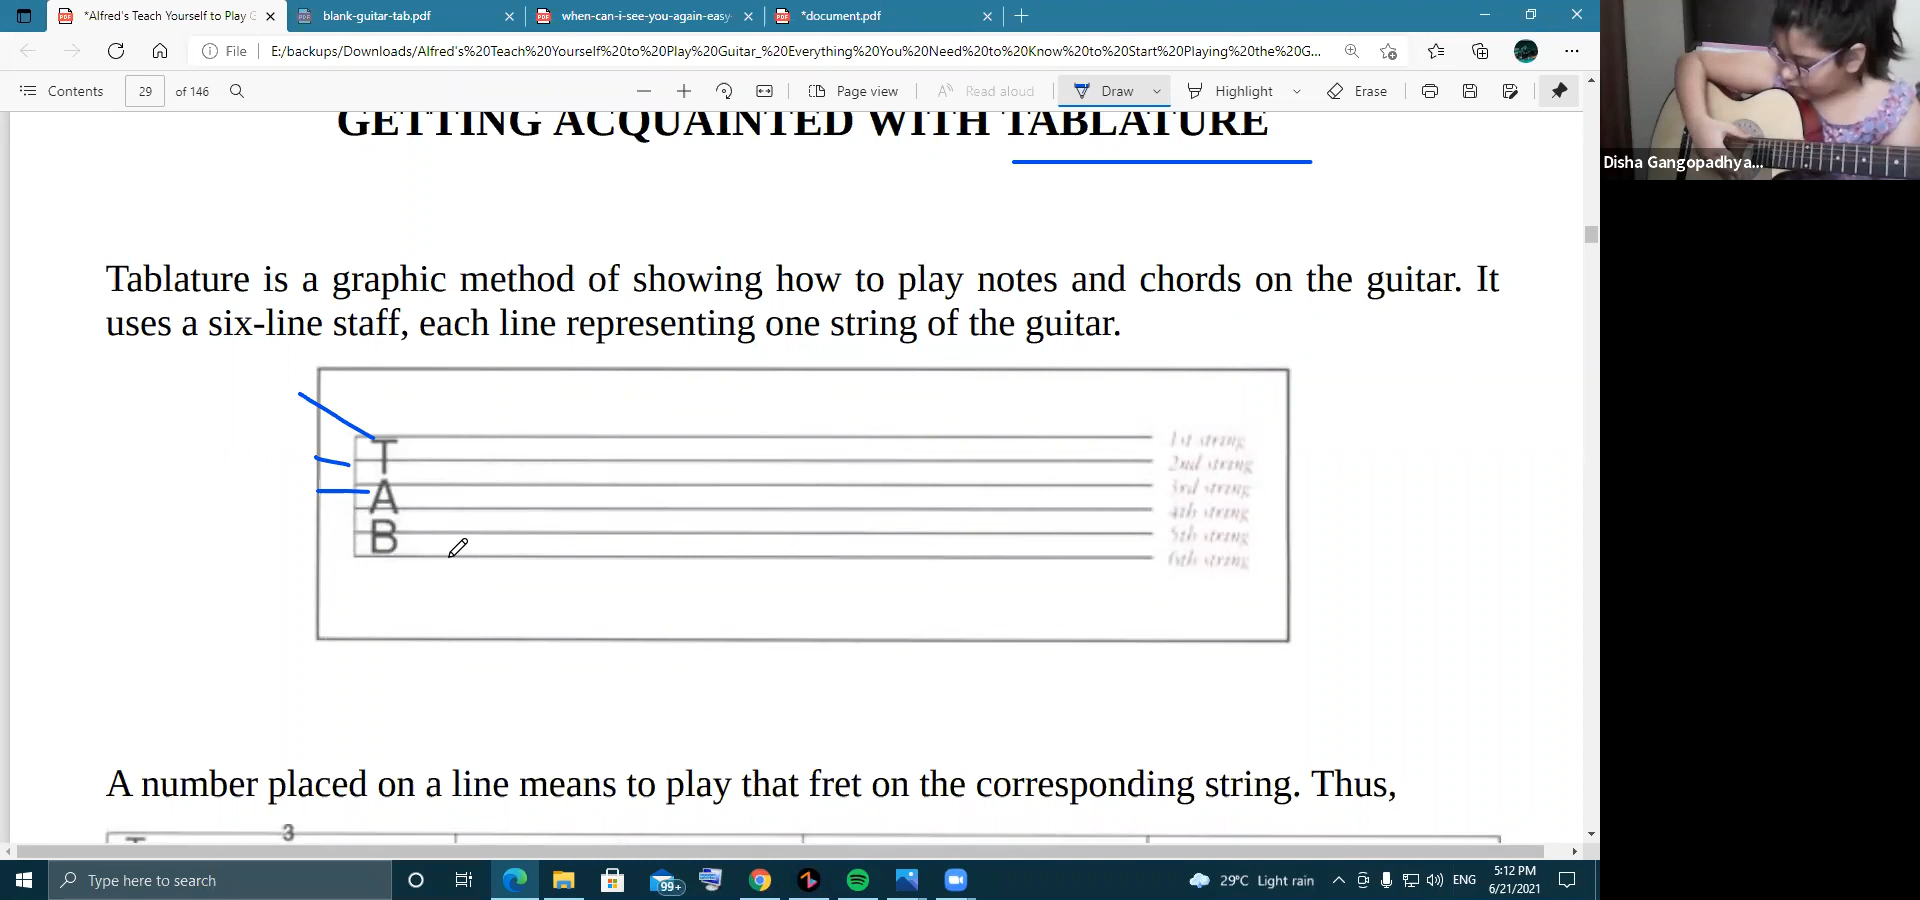 *Alfred's Teach Yourself to Play G
blank-guitar-tab.pdf
when-can-i-see-you-again-easy-
*document.pdf
File
E:/backups/Downloads/Alfred's%20Teach%20Yourself%20to%20Play%20Guitar_%20Everything%20You%20Need%20to%20Know%20to%20Start%20Playing%20the%20G...
Contents
29
of 146
Page view
Read aloud
Draw
Highlight
Erase
GETTING ACQUAINTED WITH TABLATURE
Disha Gangopadhya...
Tablature is a graphic method of showing how to play notes and chords on the guitar. It
uses a six-line staff, each line representing one string of the guitar.
T
A
B
1st string
2nd string
3rd string
4th string
5th string
6th string
A number placed on a line means to play that fret on the corresponding string. Thus,
3
Type here to search
99+
29°C Light rain
ENG
5:12 PM
6/21/2021